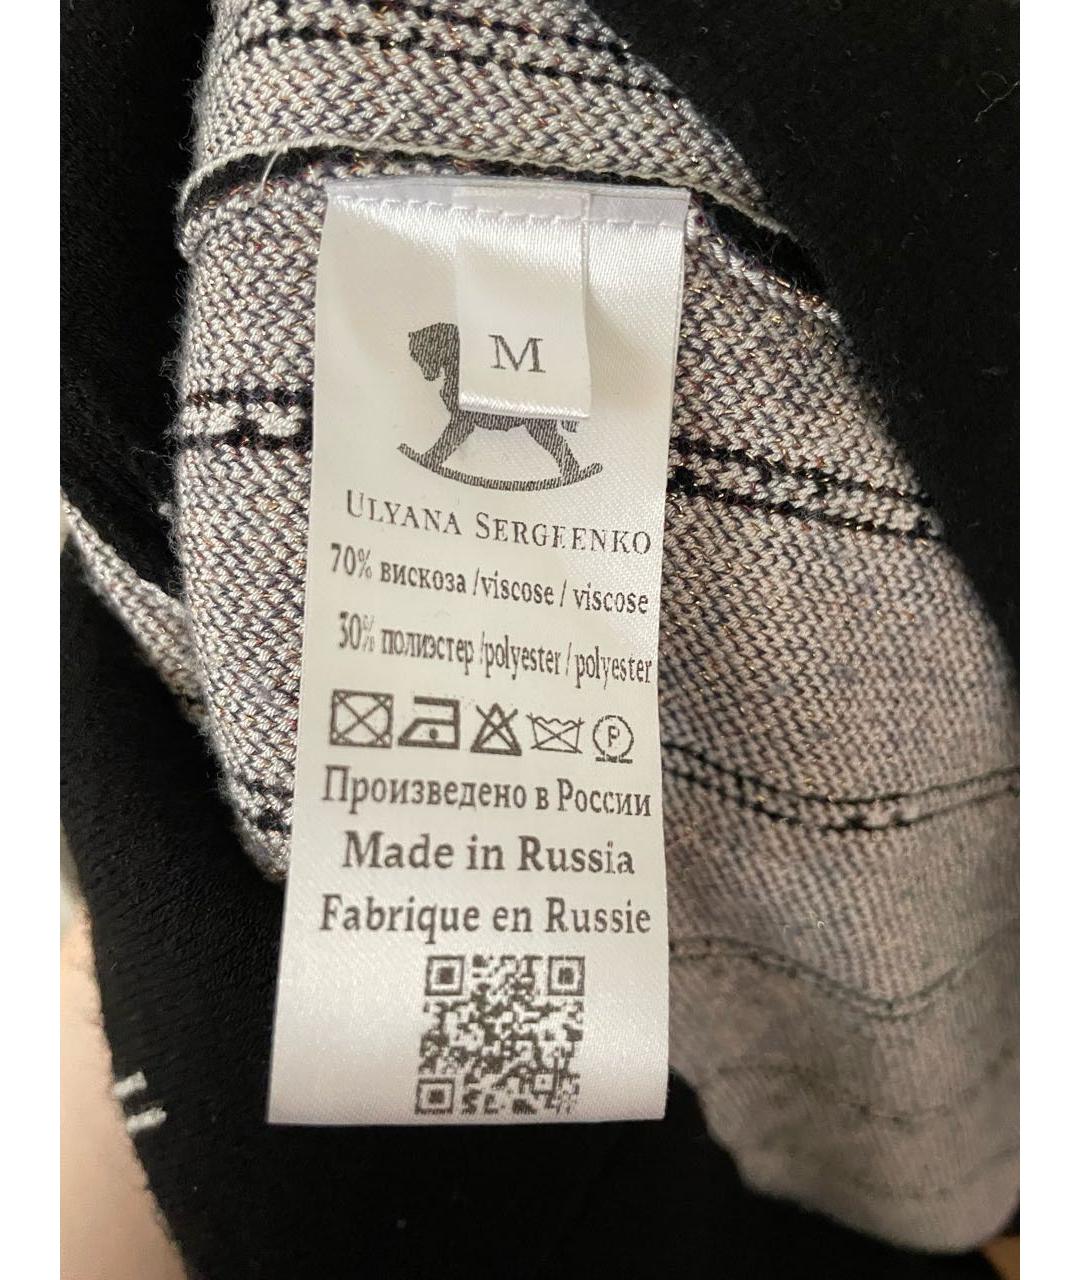 M
ULYANA SERGEENKO
70% вискоза /viscose / viscose
30% полиэстер /polyester / polyester
P
Произведено в России
Made in Russia
Fabrique en Russie